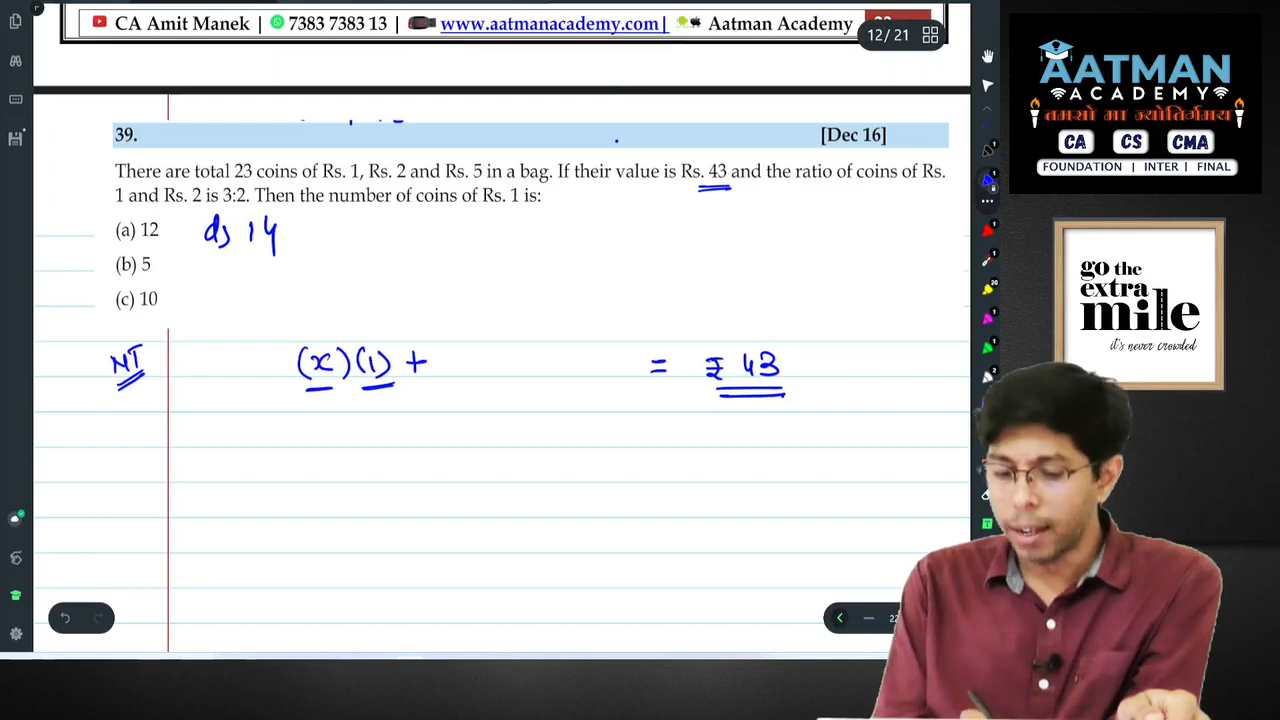 CA Amit Manek | 7383 7383 13 | www.aatmanacademy.com| Aatman Academy
12/21
39. [Dec 16]
There are total 23 coins of Rs. 1, Rs. 2 and Rs. 5 in a bag. If their value is Rs. 43 and the ratio of coins of Rs.
1 and Rs. 2 is 3:2. Then the number of coins of Rs. 1 is:
(a) 12 d) 14
(b) 5
(c) 10
MT (x)(1) + = ₹ 43
AATMAN
ACADEMY
तमसो मा ज्योतिर्गमय
CA CS CMA
FOUNDATION | INTER | FINAL
go the
extra
mile
it's never crowded.